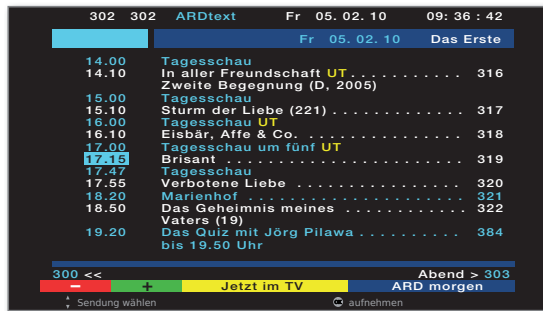 302 302 ARDtext Fr 05. 02. 10 09: 36 : 42
Fr 05. 02. 10 Das Erste
14.00 Tagesschau
14.10 In aller Freundschaft UT . . . . . . . . . . . 316
Zweite Begegnung (D, 2005)
15.00 Tagesschau
15.10 Sturm der Liebe (221) . . . . . . . . . . . . . 317
16.00 Tagesschau UT
16.10 Eisbär, Affe & Co. . . . . . . . . . . . . . . . . 318
17.00 Tagesschau um fünf UT
17.15 Brisant . . . . . . . . . . . . . . . . . . . . . . . 319
17.47 Tagesschau
17.55 Verbotene Liebe . . . . . . . . . . . . . . . . 320
18.20 Marienhof . . . . . . . . . . . . . . . . . . . . . 321
18.50 Das Geheimnis meines . . . . . . . . . . . . 322
Vaters (19)
19.20 Das Quiz mit Jörg Pilawa . . . . . . . . . . 384
bis 19.50 Uhr
300 << Abend > 303
– + Jetzt im TV ARD morgen
Sendung wählen aufnehmen